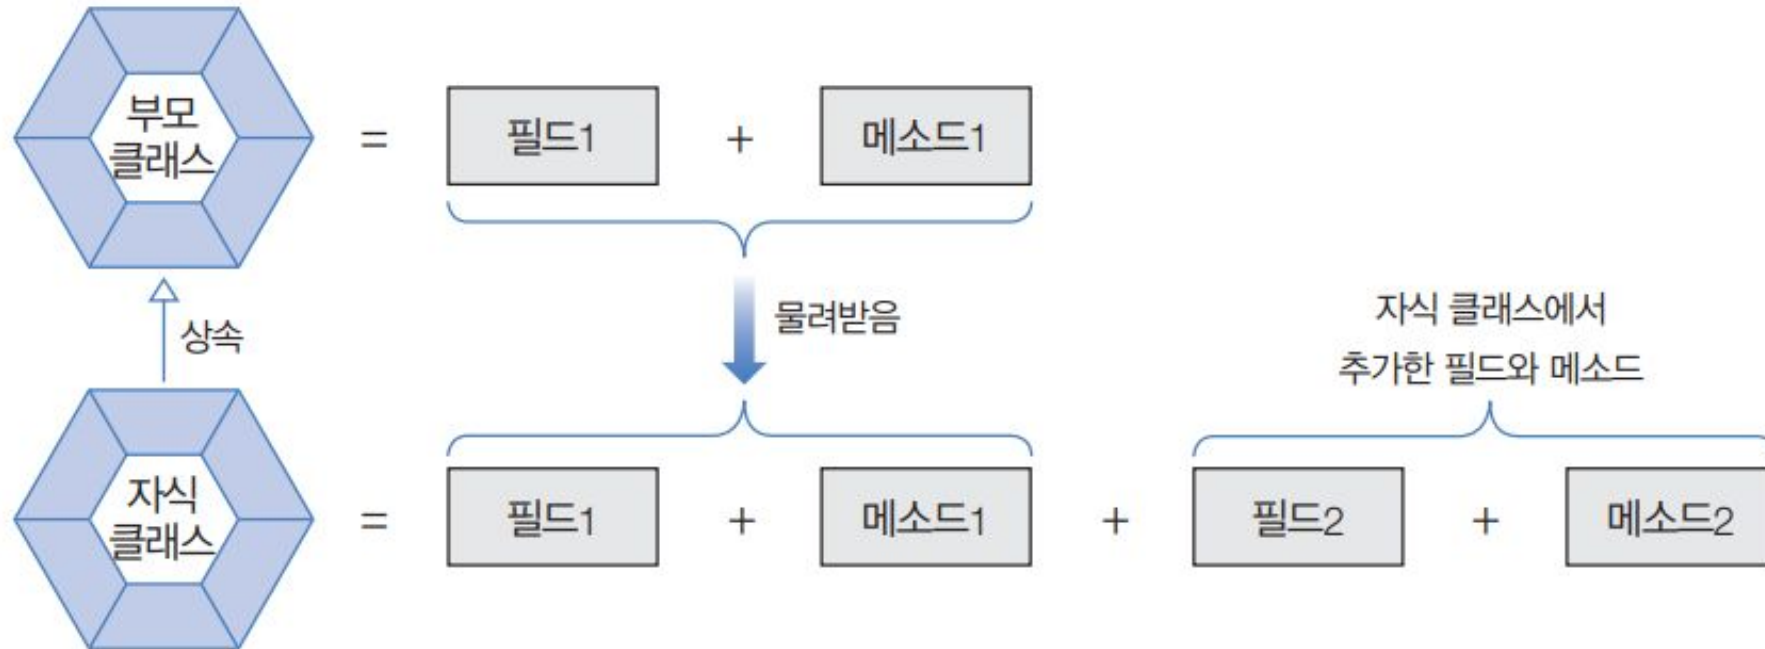 부모
클래스
=
필드1
+
메소드1
상속
물려받음
자식 클래스에서
추가한 필드와 메소드
자식
클래스
=
필드1
+
메소드1
+
필드2
+
메소드2